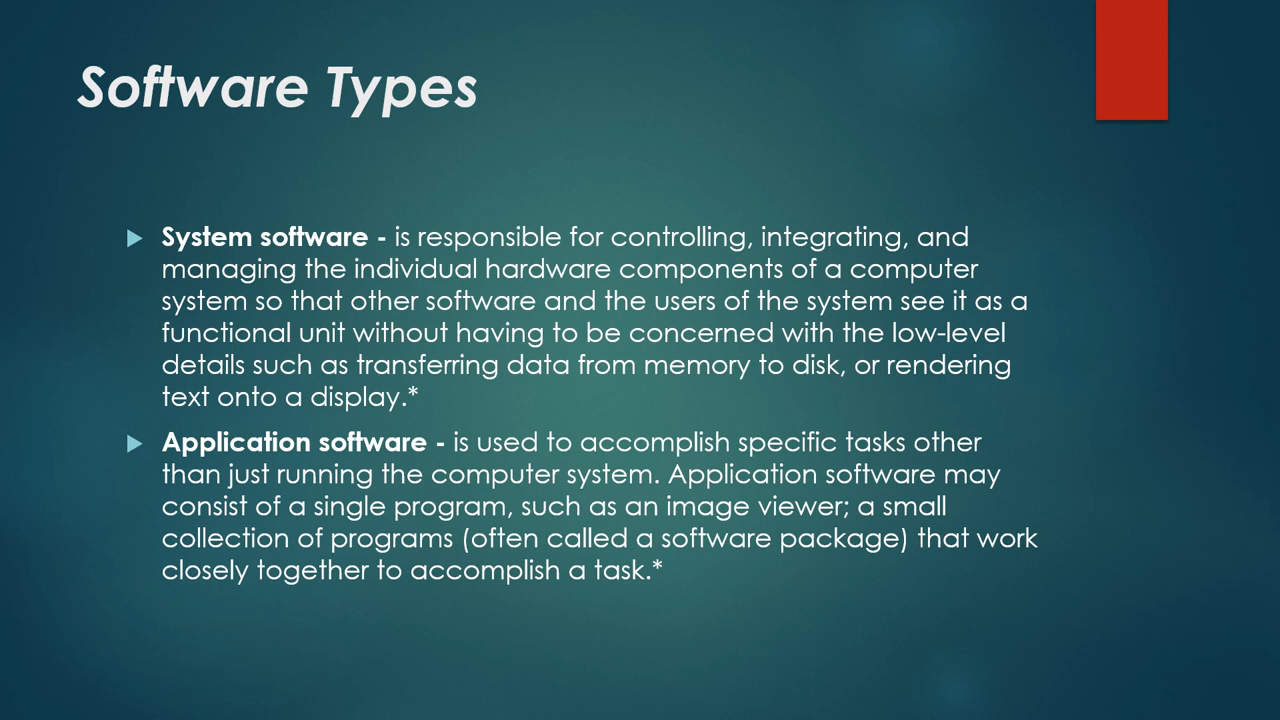 Software Types
System software - is responsible for controlling, integrating, and
managing the individual hardware components of a computer
system so that other software and the users of the system see it as a
functional unit without having to be concerned with the low-level
details such as transferring data from memory to disk, or rendering
text onto a display.*
Application software - is used to accomplish specific tasks other
than just running the computer system. Application software may
consist of a single program, such as an image viewer; a small
collection of programs (often called a software package) that work
closely together to accomplish a task.*